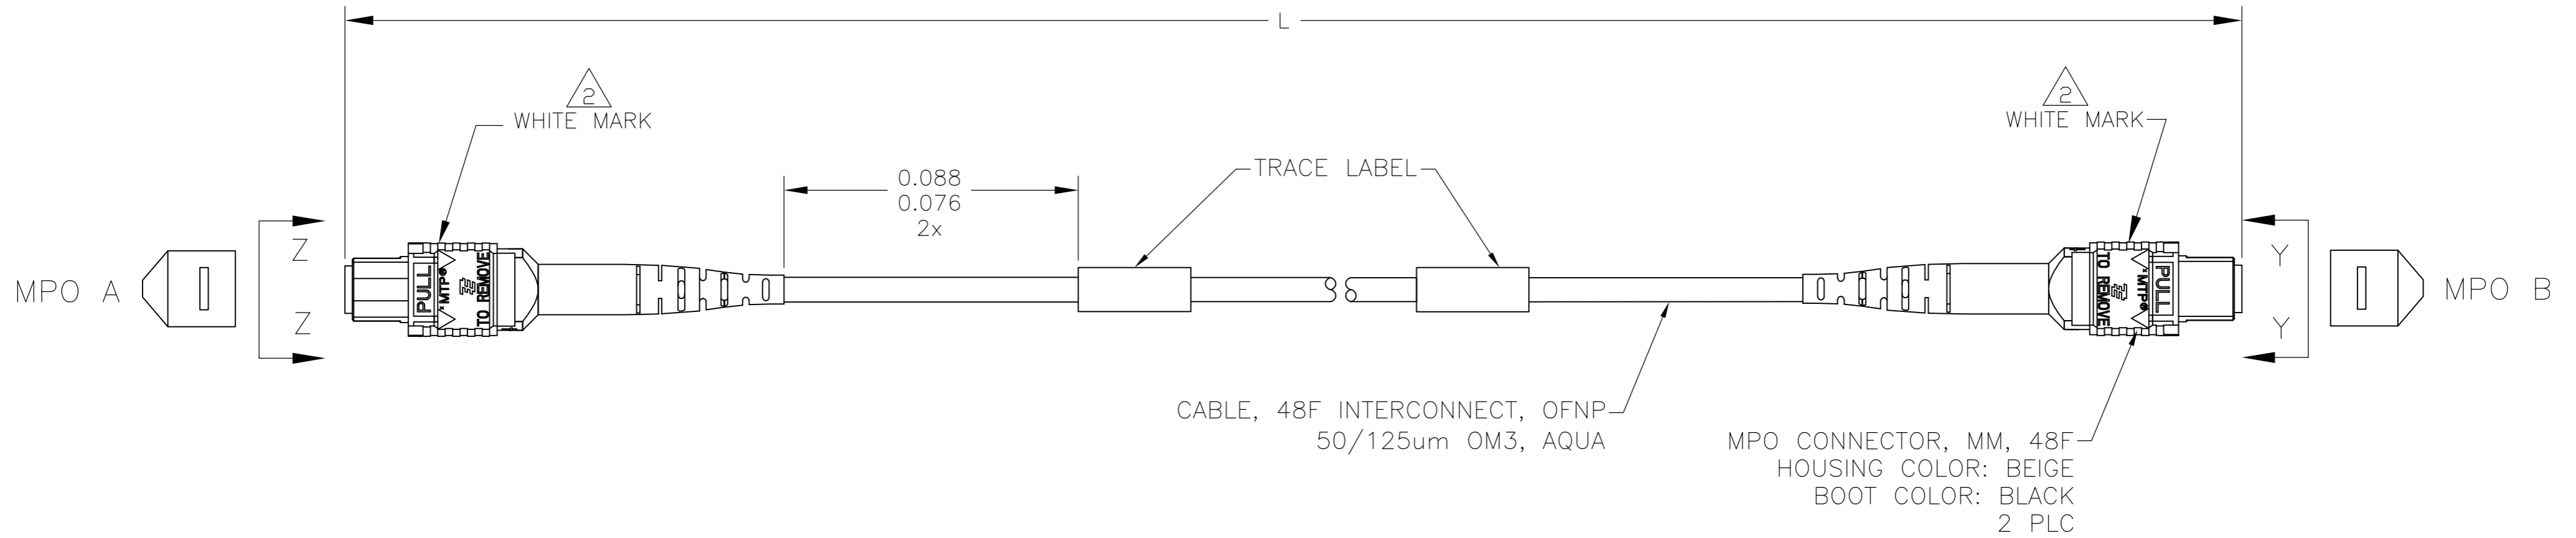 L
2
WHITE MARK
2
WHITE MARK
TRACE LABEL
0.088
0.076
2x
Z
Z
MPO A
PULL
MTP®
TO REMOVE
PULL
MTP®
TO REMOVE
Y
Y
MPO B
CABLE, 48F INTERCONNECT, OFNP
50/125um OM3, AQUA
MPO CONNECTOR, MM, 48F
HOUSING COLOR: BEIGE
BOOT COLOR: BLACK
2 PLC